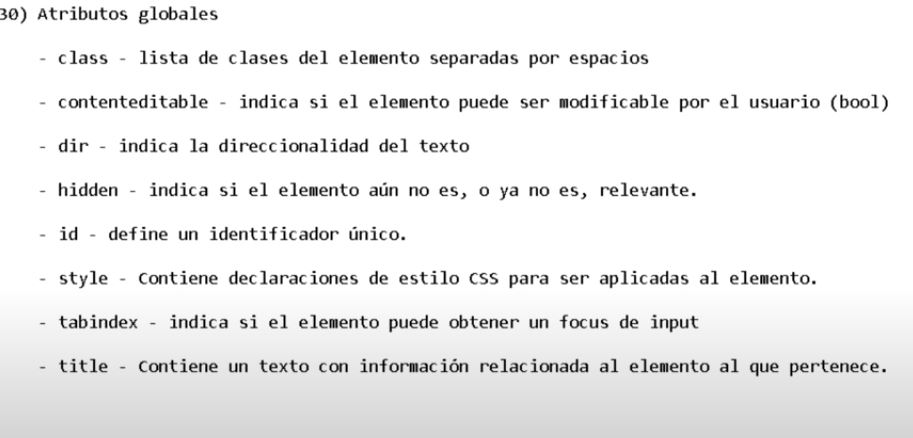 30) Atributos globales
- class - lista de clases del elemento separadas por espacios
- contenteditable - indica si el elemento puede ser modificable por el usuario (bool)
- dir - indica la direccionalidad del texto
- hidden - indica si el elemento aún no es, o ya no es, relevante.
- id - define un identificador único.
- style - Contiene declaraciones de estilo CSS para ser aplicadas al elemento.
- tabindex - indica si el elemento puede obtener un focus de input
- title - Contiene un texto con información relacionada al elemento al que pertenece.